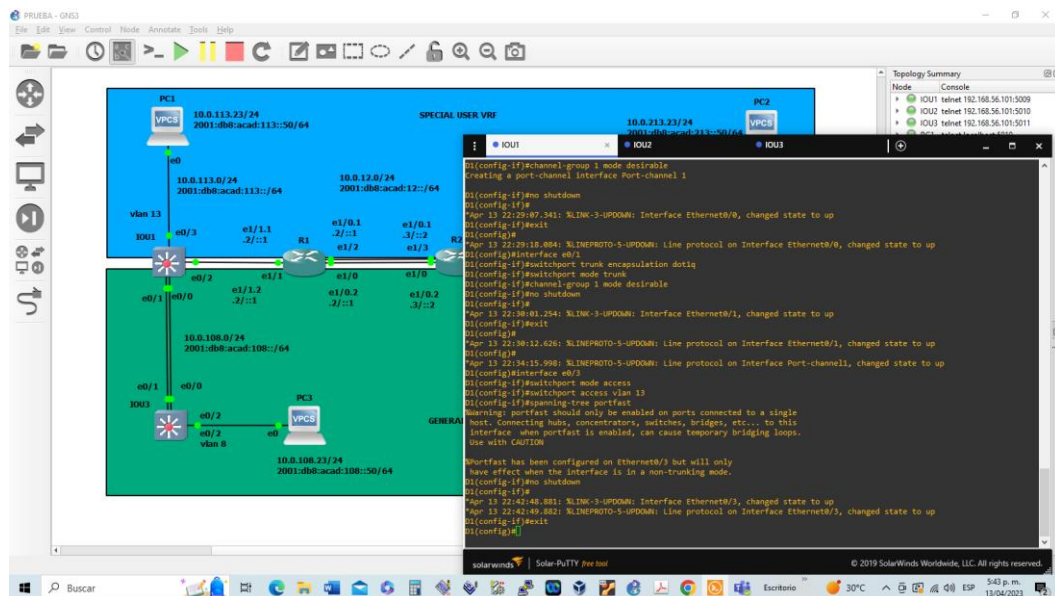 PRUEBA - GNS3
File Edit View Control Node Annotate Tools Help
Topology Summary
Node Console
IOU1 telnet 192.168.56.101:5009
IOU2 telnet 192.168.56.101:5010
IOU3 telnet 192.168.56.101:5011
PC1
VPCS
10.0.113.23/24
2001:db8:acad:113::50/64
SPECIAL USER VRF
PC2
VPCS
10.0.213.23/24
2001:db8:acad:213::50/64
e0
10.0.113.0/24
2001:db8:acad:113::/64
10.0.12.0/24
2001:db8:acad:12::/64
vlan 13
IOU1
e0/3
e1/1.1
.2/::1
R1
e1/0.1
.2/::1
e1/2
e1/0.1
.3/::2
e1/3
R2
e0/2
e1/1
e1/0
e1/0
e0/1
e0/0
e1/1.2
.2/::1
e1/0.2
.2/::1
e1/0.2
.3/::2
10.0.108.0/24
2001:db8:acad:108::/64
e0/1
e0/0
IOU3
e0/2
e0/2
vlan 8
e0
PC3
VPCS
GENERA
10.0.108.23/24
2001:db8:acad:108::50/64
IOU1
IOU2
IOU3
D1(config-if)#channel-group 1 mode desirable
Creating a port-channel interface Port-channel 1
D1(config-if)#no shutdown
D1(config-if)#
*Apr 13 22:29:07.341: %LINK-3-UPDOWN: Interface Ethernet0/0, changed state to up
D1(config-if)#exit
D1(config)#
*Apr 13 22:29:18.084: %LINEPROTO-5-UPDOWN: Line protocol on Interface Ethernet0/0, changed state to up
D1(config)#interface e0/1
D1(config-if)#switchport trunk encapsulation dot1q
D1(config-if)#switchport mode trunk
D1(config-if)#channel-group 1 mode desirable
D1(config-if)#no shutdown
D1(config-if)#
*Apr 13 22:30:01.254: %LINK-3-UPDOWN: Interface Ethernet0/1, changed state to up
D1(config-if)#exit
D1(config)#
*Apr 13 22:30:12.626: %LINEPROTO-5-UPDOWN: Line protocol on Interface Ethernet0/1, changed state to up
D1(config)#
*Apr 13 22:34:15.998: %LINEPROTO-5-UPDOWN: Line protocol on Interface Port-channel1, changed state to up
D1(config)#interface e0/3
D1(config-if)#switchport mode access
D1(config-if)#switchport access vlan 13
D1(config-if)#spanning-tree portfast
%Warning: portfast should only be enabled on ports connected to a single
host. Connecting hubs, concentrators, switches, bridges, etc... to this
interface when portfast is enabled, can cause temporary bridging loops.
Use with CAUTION
%Portfast has been configured on Ethernet0/3 but will only
have effect when the interface is in a non-trunking mode.
D1(config-if)#no shutdown
D1(config-if)#
*Apr 13 22:42:48.881: %LINK-3-UPDOWN: Interface Ethernet0/3, changed state to up
*Apr 13 22:42:49.882: %LINEPROTO-5-UPDOWN: Line protocol on Interface Ethernet0/3, changed state to up
D1(config-if)#exit
D1(config)#
solarwinds Solar-PuTTY free tool
© 2019 SolarWinds Worldwide, LLC. All rights reserved.
Buscar
Escritorio
30°C
ESP
5:43 p. m.
13/04/2023